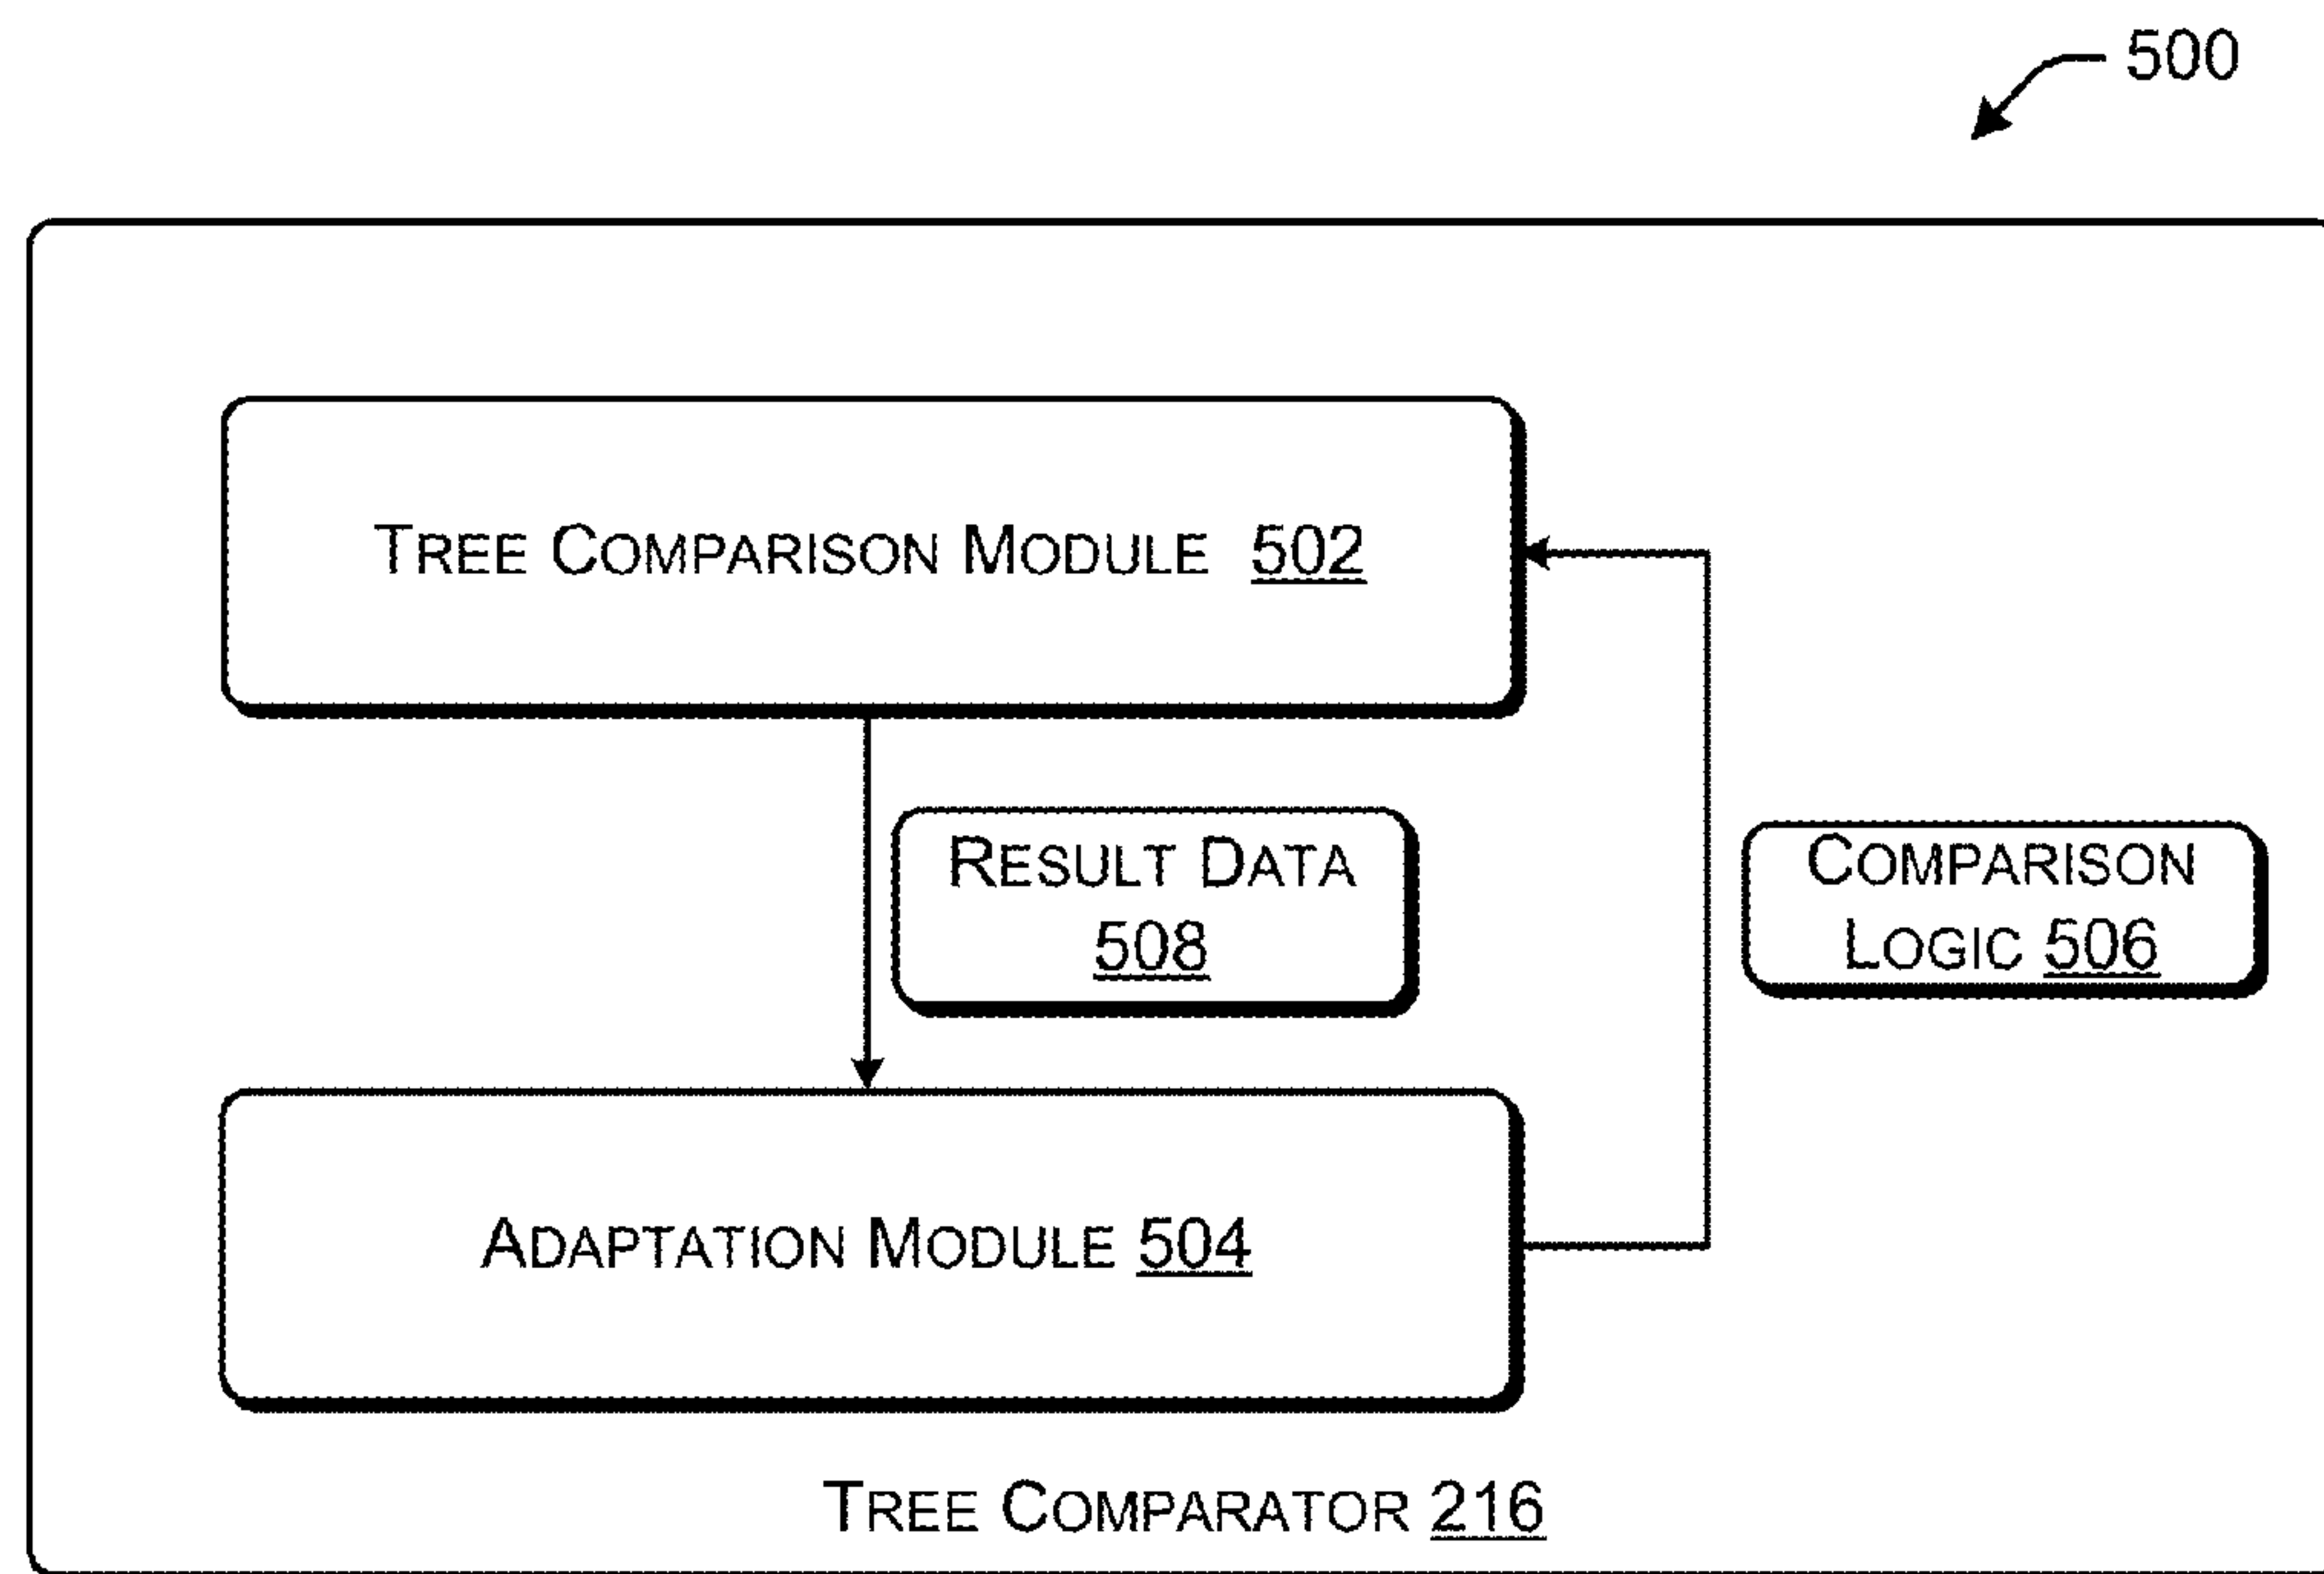 500
TREE COMPARISON MODULE 502
RESULT DATA
508
COMPARISON
LOGIC 506
ADAPTATION MODULE 504
TREE COMPARATOR 216